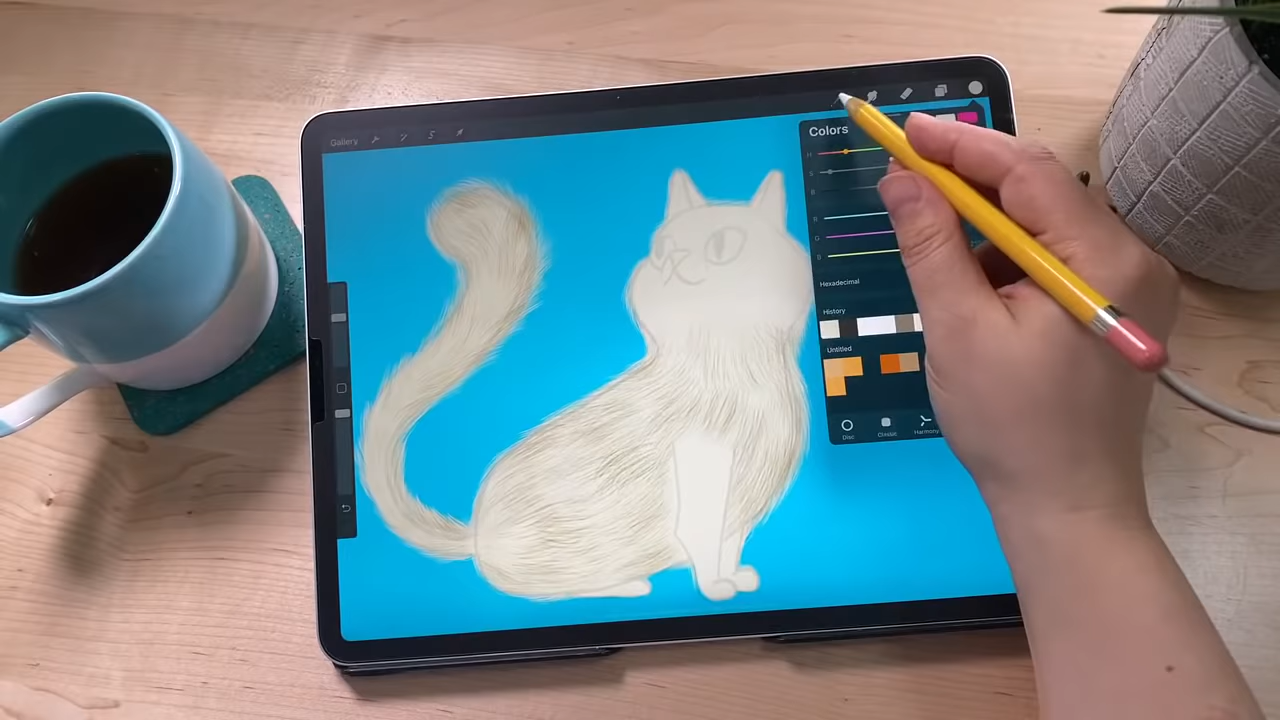 Gallery
Colors
H
S
B
R
G
B
Hexadecimal
History
Untitled
Disc
Classic
Harmony